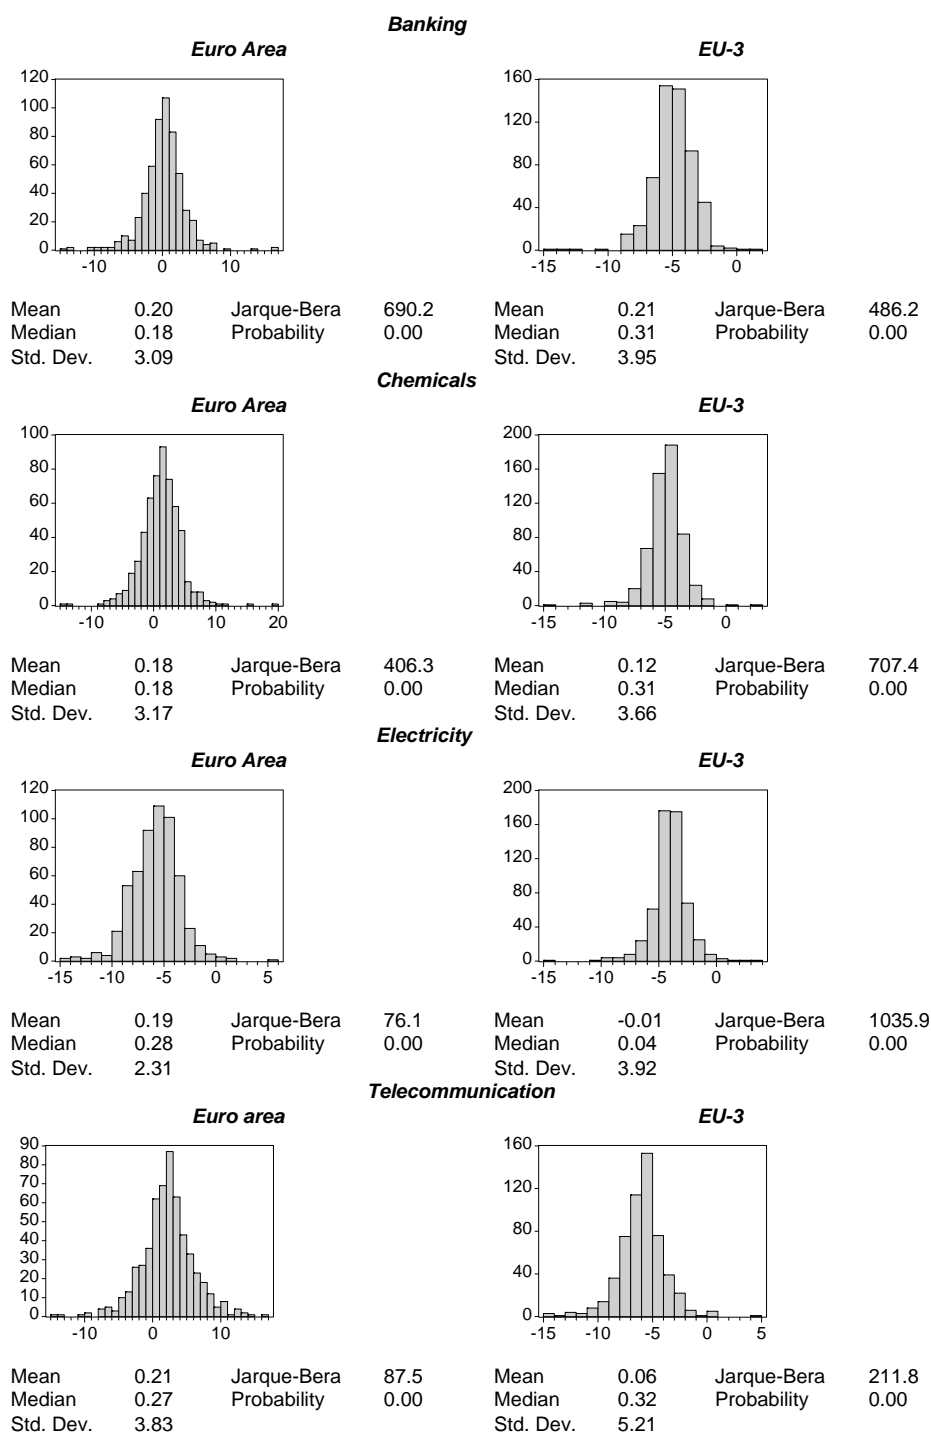 Banking
Euro Area EU-3
120
100
80
60
40
20
0
-10 0 10
160
120
80
40
0
-15 -10 -5 0
Mean 0.20 Jarque-Bera 690.2 Mean 0.21 Jarque-Bera 486.2
Median 0.18 Probability 0.00 Median 0.31 Probability 0.00
Std. Dev. 3.09 Std. Dev. 3.95
Chemicals
Euro Area EU-3
100
80
60
40
20
0
-10 0 10 20
200
160
120
80
40
0
-15 -10 -5 0
Mean 0.18 Jarque-Bera 406.3 Mean 0.12 Jarque-Bera 707.4
Median 0.18 Probability 0.00 Median 0.31 Probability 0.00
Std. Dev. 3.17 Std. Dev. 3.66
Electricity
Euro Area EU-3
120
100
80
60
40
20
0
-15 -10 -5 0 5
200
160
120
80
40
0
-15 -10 -5 0
Mean 0.19 Jarque-Bera 76.1 Mean -0.01 Jarque-Bera 1035.9
Median 0.28 Probability 0.00 Median 0.04 Probability 0.00
Std. Dev. 2.31 Std. Dev. 3.92
Telecommunication
Euro area EU-3
90
80
70
60
50
40
30
20
10
0
-10 0 10
160
120
80
40
0
-15 -10 -5 0 5
Mean 0.21 Jarque-Bera 87.5 Mean 0.06 Jarque-Bera 211.8
Median 0.27 Probability 0.00 Median 0.32 Probability 0.00
Std. Dev. 3.83 Std. Dev. 5.21